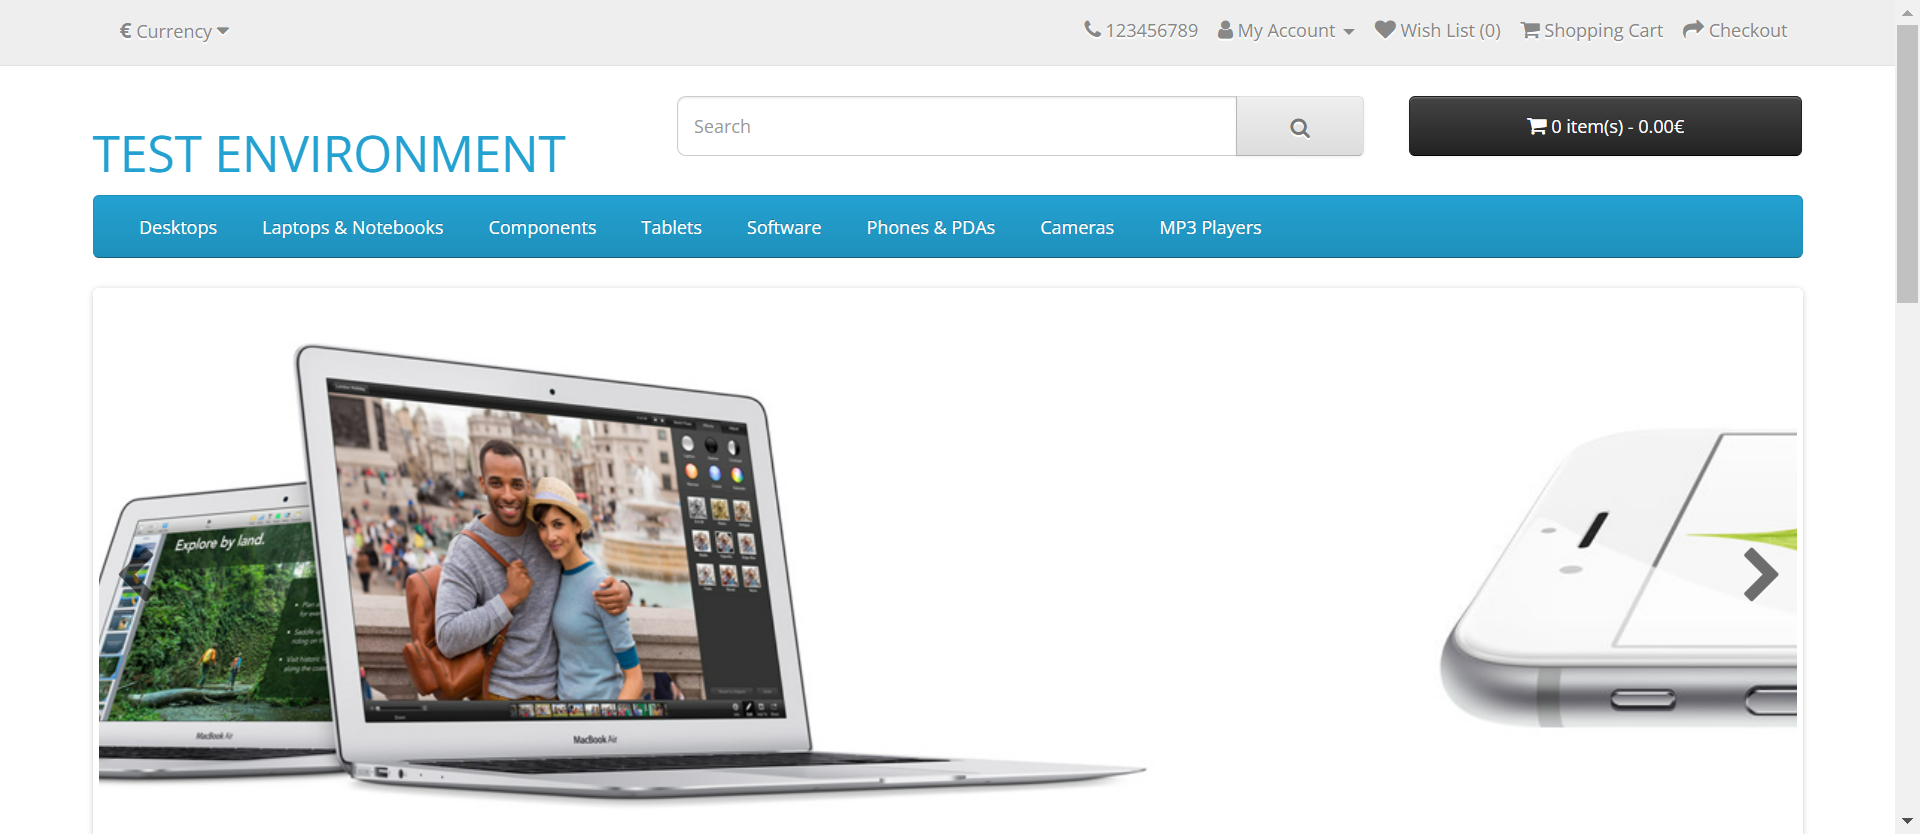 € Currency
123456789 My Account Wish List (0) Shopping Cart Checkout
TEST ENVIRONMENT
Search
0 item(s) - 0.00€
Desktops Laptops & Notebooks Components Tablets Software Phones & PDAs Cameras MP3 Players
Explore by land.
MacBook Air
MacBook Air